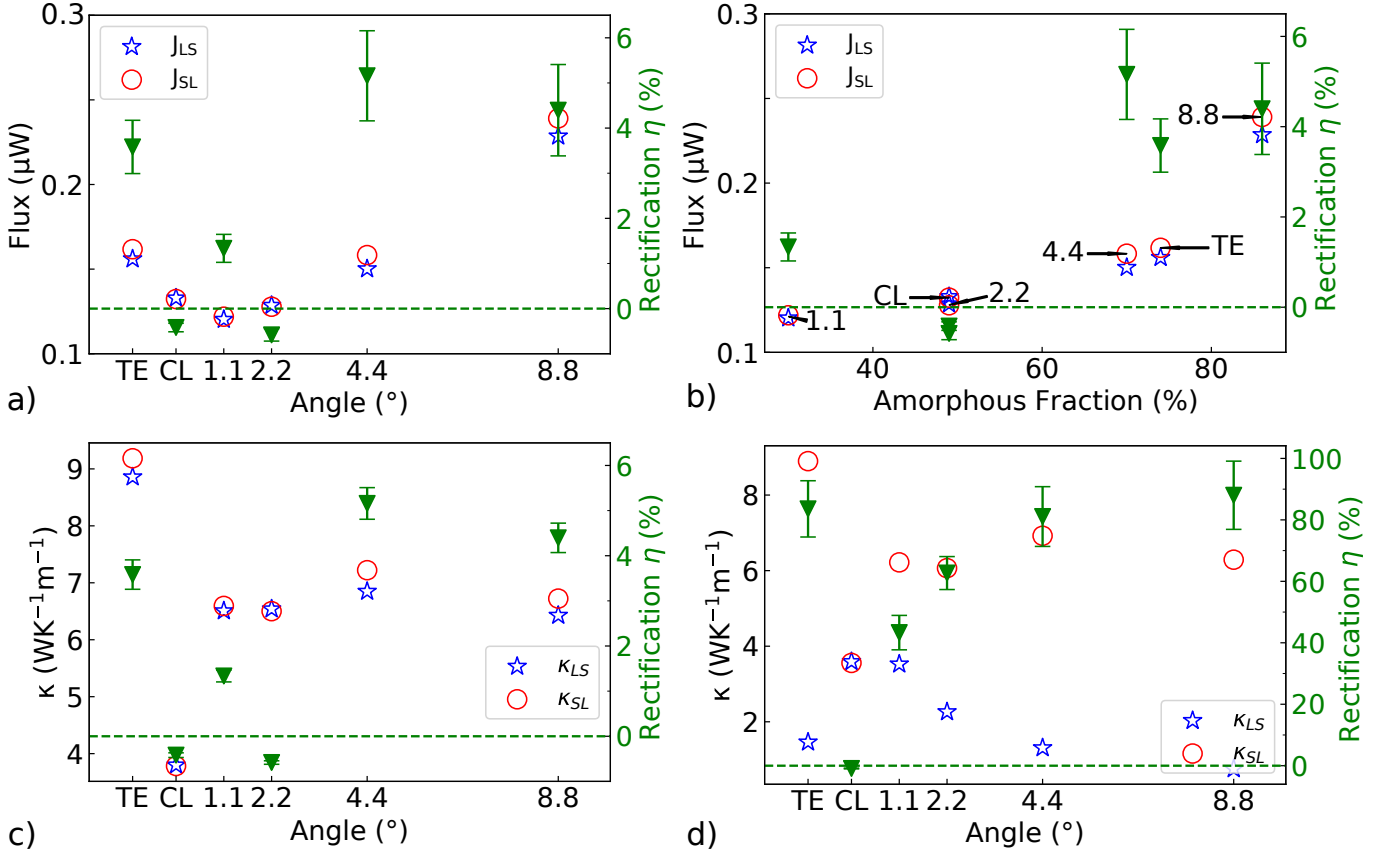 0.3
0.2
0.1
Flux (μW)
J_LS
J_SL
6
4
2
0
Rectification η (%)
TE CL 1.1 2.2 4.4 8.8
Angle (°)
a)
0.3
0.2
0.1
Flux (μW)
J_LS
J_SL
8.8
4.4
TE
CL
2.2
1.1
6
4
2
0
Rectification η (%)
40 60 80
Amorphous Fraction (%)
b)
9
8
7
6
5
4
κ (WK⁻¹m⁻¹)
κ_LS
κ_SL
6
4
2
0
Rectification η (%)
TE CL 1.1 2.2 4.4 8.8
Angle (°)
c)
8
6
4
2
κ (WK⁻¹m⁻¹)
κ_LS
κ_SL
100
80
60
40
20
0
Rectification η (%)
TE CL 1.1 2.2 4.4 8.8
Angle (°)
d)